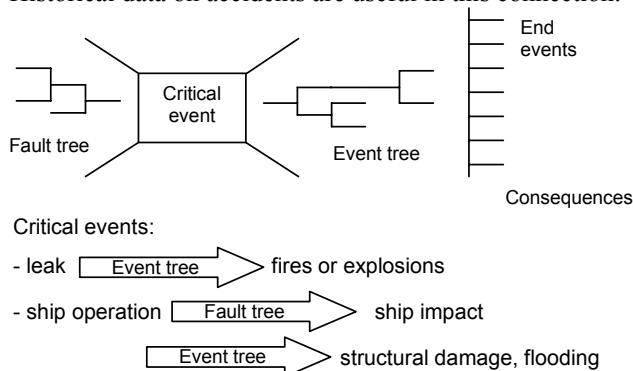 Historical data on accidents are useful in this connection.
End
events
Critical
event
Fault tree
Event tree
Consequences
Critical events:
- leak Event tree fires or explosions
- ship operation Fault tree ship impact
Event tree structural damage, flooding